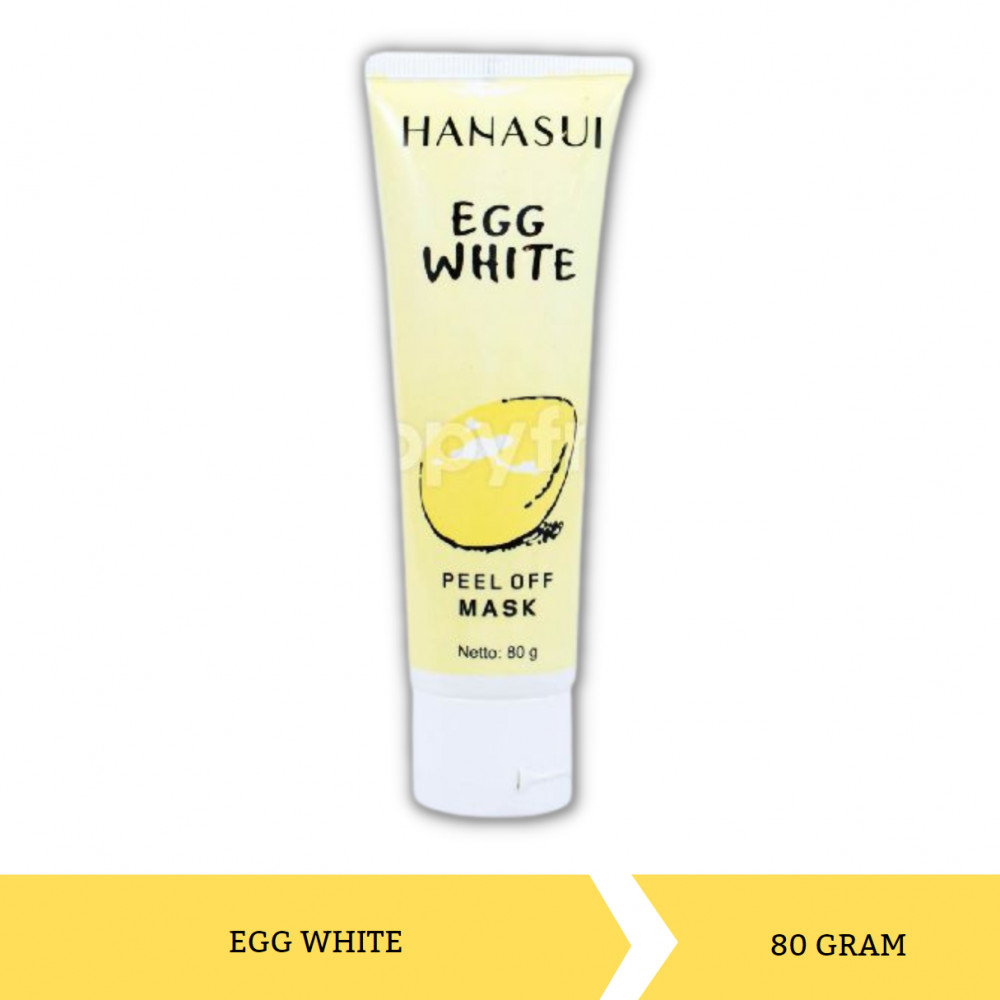 HANASUI
EGG
WHITE
PEEL OFF
MASK
Netto: 80 g
EGG WHITE
80 GRAM